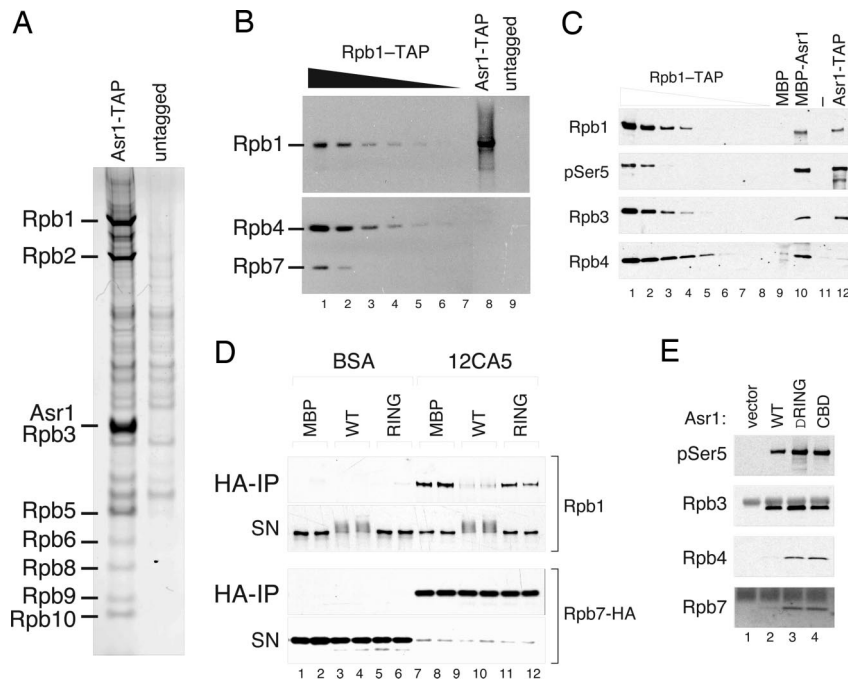 A
Asr1-TAP
untagged
Rpb1
Rpb2
Asr1
Rpb3
Rpb5
Rpb6
Rpb8
Rpb9
Rpb10
B
Rpb1–TAP
Asr1-TAP
untagged
Rpb1
Rpb4
Rpb7
1 2 3 4 5 6 7 8 9
C
Rpb1–TAP
MBP
MBP-Asr1
–
Asr1-TAP
Rpb1
pSer5
Rpb3
Rpb4
1 2 3 4 5 6 7 8 9 10 11 12
D
BSA 12CA5
MBP WT RING MBP WT RING
HA-IP
SN
Rpb1
HA-IP
SN
Rpb7-HA
1 2 3 4 5 6 7 8 9 10 11 12
E
Asr1: vector WT DRING CBD
pSer5
Rpb3
Rpb4
Rpb7
1 2 3 4